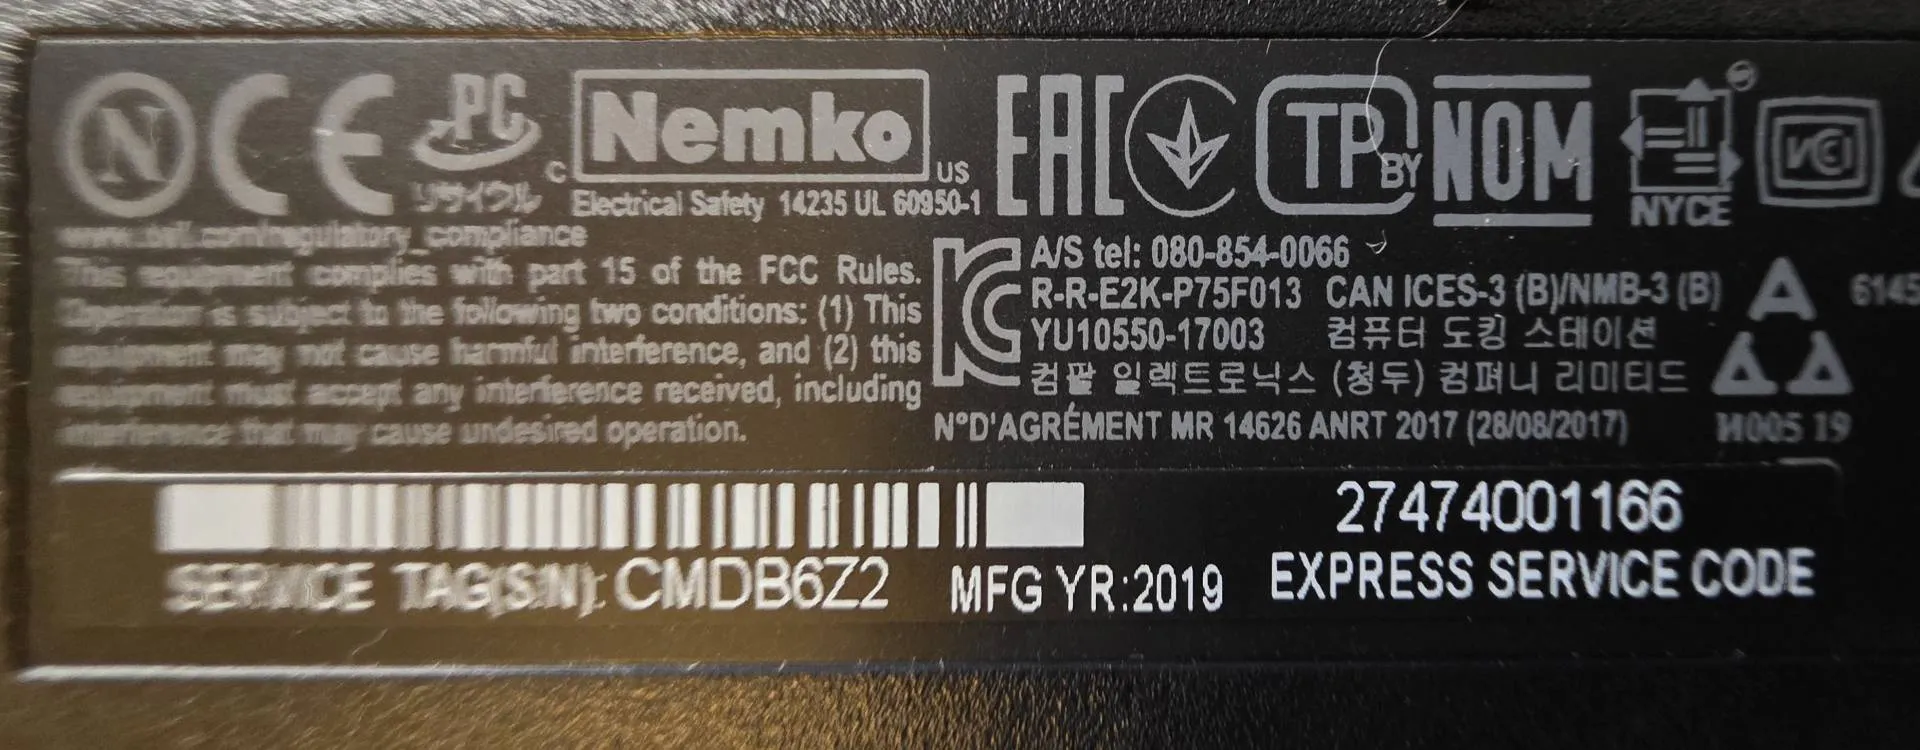 N CE PC
リサイクル
C Nemko US
Electrical Safety 14235 UL 60950-1
EAC TP BY NOM
NYCE
www.dell.com/regulatory_compliance
This equipment complies with part 15 of the FCC Rules.
Operation is subject to the following two conditions: (1) This
equipment may not cause harmful interference, and (2) this
equipment must accept any interference received, including
interference that may cause undesired operation.
A/S tel: 080-854-0066
R-R-E2K-P75F013 CAN ICES-3 (B)/NMB-3 (B)
YU10550-17003 컴퓨터 도킹 스테이션
컴팔 일렉트로닉스 (청두) 컴퍼니 리미티드
N°D'AGRÉMENT MR 14626 ANRT 2017 (28/08/2017)
6145
И005 19
SERVICE TAG(S/N): CMDB6Z2
MFG YR:2019
27474001166
EXPRESS SERVICE CODE